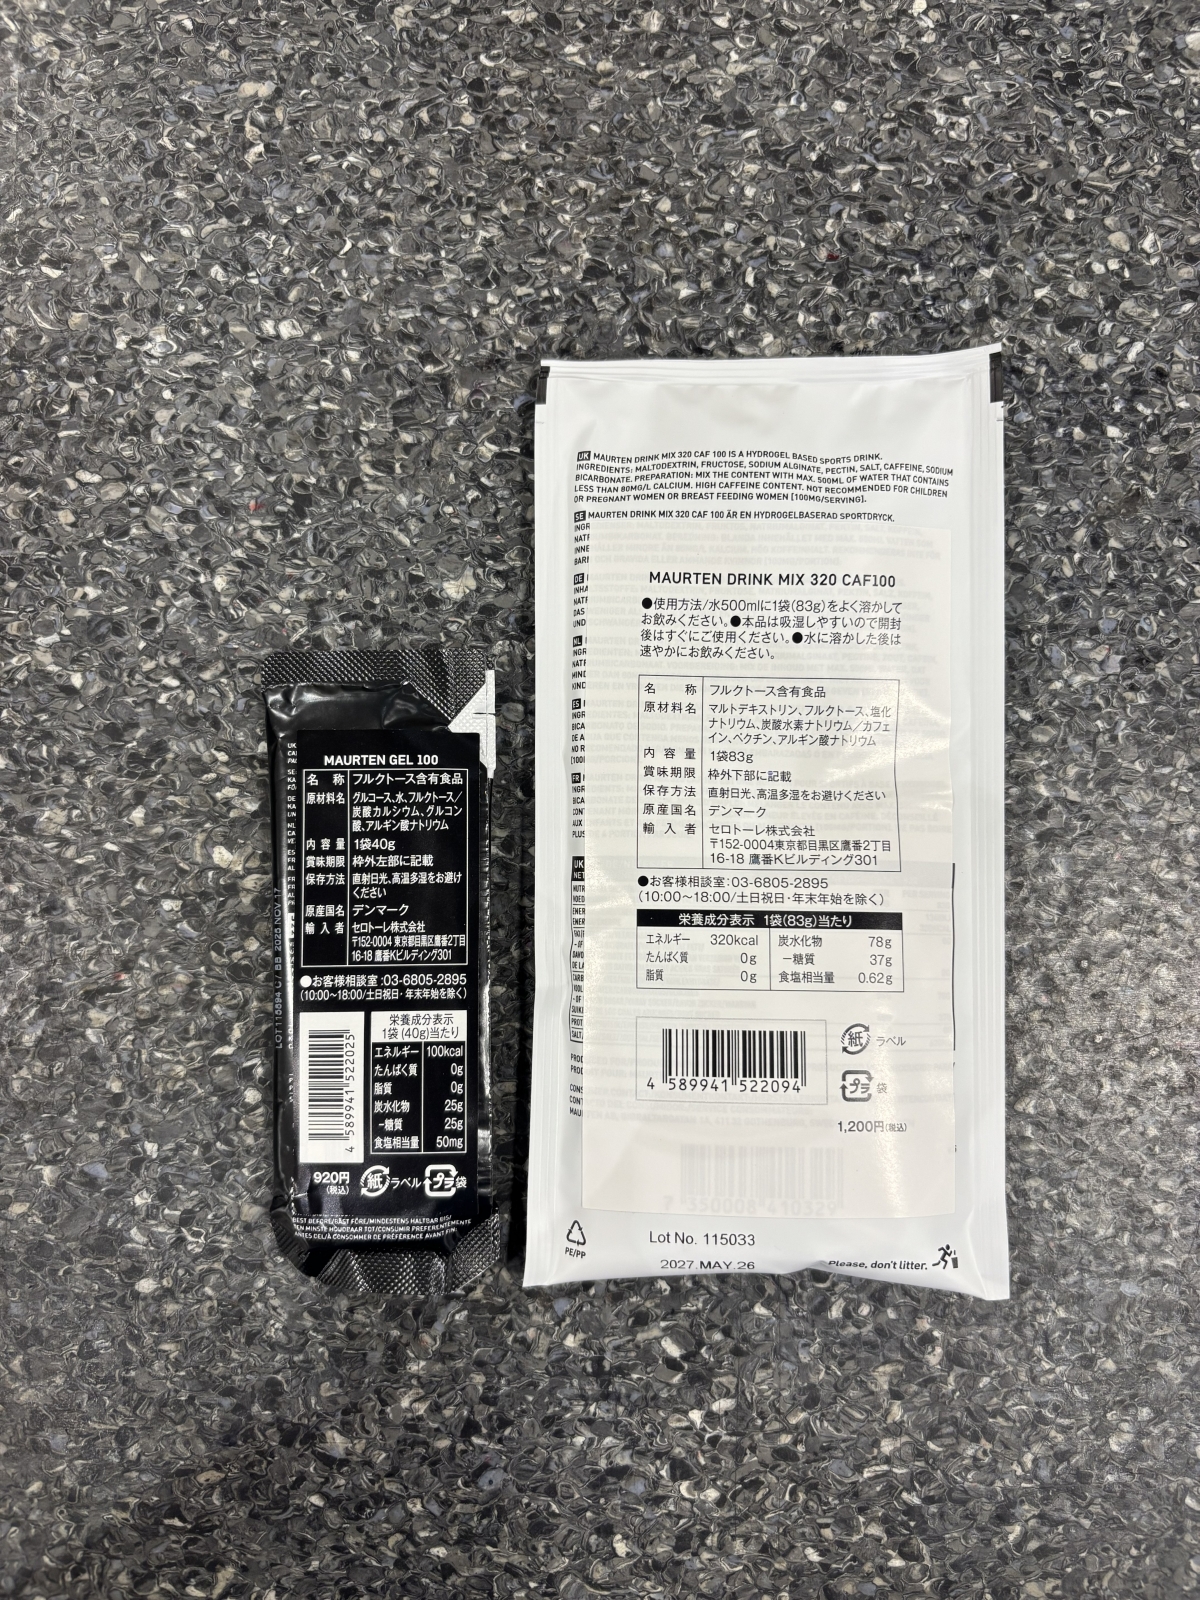 MAURTEN GEL 100
名 称 フルクトース含有食品
原材料名 グルコース、水、フルクトース／
炭酸カルシウム、グルコン
酸、アルギン酸ナトリウム
内容量 1袋40g
賞味期限 枠外左部に記載
保存方法 直射日光、高温多湿をお避け
ください
原産国名 デンマーク
輸入者 セロトーレ株式会社
〒152-0004 東京都目黒区鷹番2丁目
16-18 鷹番Kビルディング301
●お客様相談室:03-6805-2895
(10:00〜18:00/土日祝日・年末年始を除く)
栄養成分表示
1袋(40g)当たり
エネルギー 100kcal
たんぱく質 0g
脂質 0g
炭水化物 25g
−糖質 25g
食塩相当量 50mg
4 589941 522025
920円
(税込)
紙 ラベル プラ 袋
BEST BEFORE/BÄST FÖRE/MINDESTENS HALTBAR BIS/
TEN MINSTE HOUDBAAR TOT/CONSUMIR PREFERENTEMENTE
ANTES DEL/À CONSOMMER DE PRÉFÉRENCE AVANT FIN:
UK MAURTEN DRINK MIX 320 CAF 100 IS A HYDROGEL BASED SPORTS DRINK.
INGREDIENTS: MALTODEXTRIN, FRUCTOSE, SODIUM ALGINATE, PECTIN, SALT, CAFFEINE, SODIUM
BICARBONATE. PREPARATION: MIX THE CONTENT WITH MAX. 500ML OF WATER THAT CONTAINS
LESS THAN 80MG/L CALCIUM. HIGH CAFFEINE CONTENT. NOT RECOMMENDED FOR CHILDREN
OR PREGNANT WOMEN OR BREAST FEEDING WOMEN [100MG/SERVING].
SE MAURTEN DRINK MIX 320 CAF 100 ÄR EN HYDROGELBASERAD SPORTDRYCK.
MAURTEN DRINK MIX 320 CAF100
●使用方法/水500mlに1袋(83g)をよく溶かして
お飲みください。●本品は吸湿しやすいので開封
後はすぐにご使用ください。●水に溶かした後は
速やかにお飲みください。
名 称 フルクトース含有食品
原材料名 マルトデキストリン、フルクトース、塩化
ナトリウム、炭酸水素ナトリウム／カフェ
イン、ペクチン、アルギン酸ナトリウム
内容量 1袋83g
賞味期限 枠外下部に記載
保存方法 直射日光、高温多湿をお避けください
原産国名 デンマーク
輸入者 セロトーレ株式会社
〒152-0004東京都目黒区鷹番2丁目
16-18 鷹番Kビルディング301
●お客様相談室:03-6805-2895
(10:00〜18:00/土日祝日・年末年始を除く)
栄養成分表示 1袋(83g)当たり
エネルギー 320kcal 炭水化物 78g
たんぱく質 0g −糖質 37g
脂質 0g 食塩相当量 0.62g
4 589941 522094
紙 ラベル
プラ 袋
1,200円(税込)
7 350008 410329
PE/PP
Lot No. 115033
2027.MAY.26
Please, don't litter.